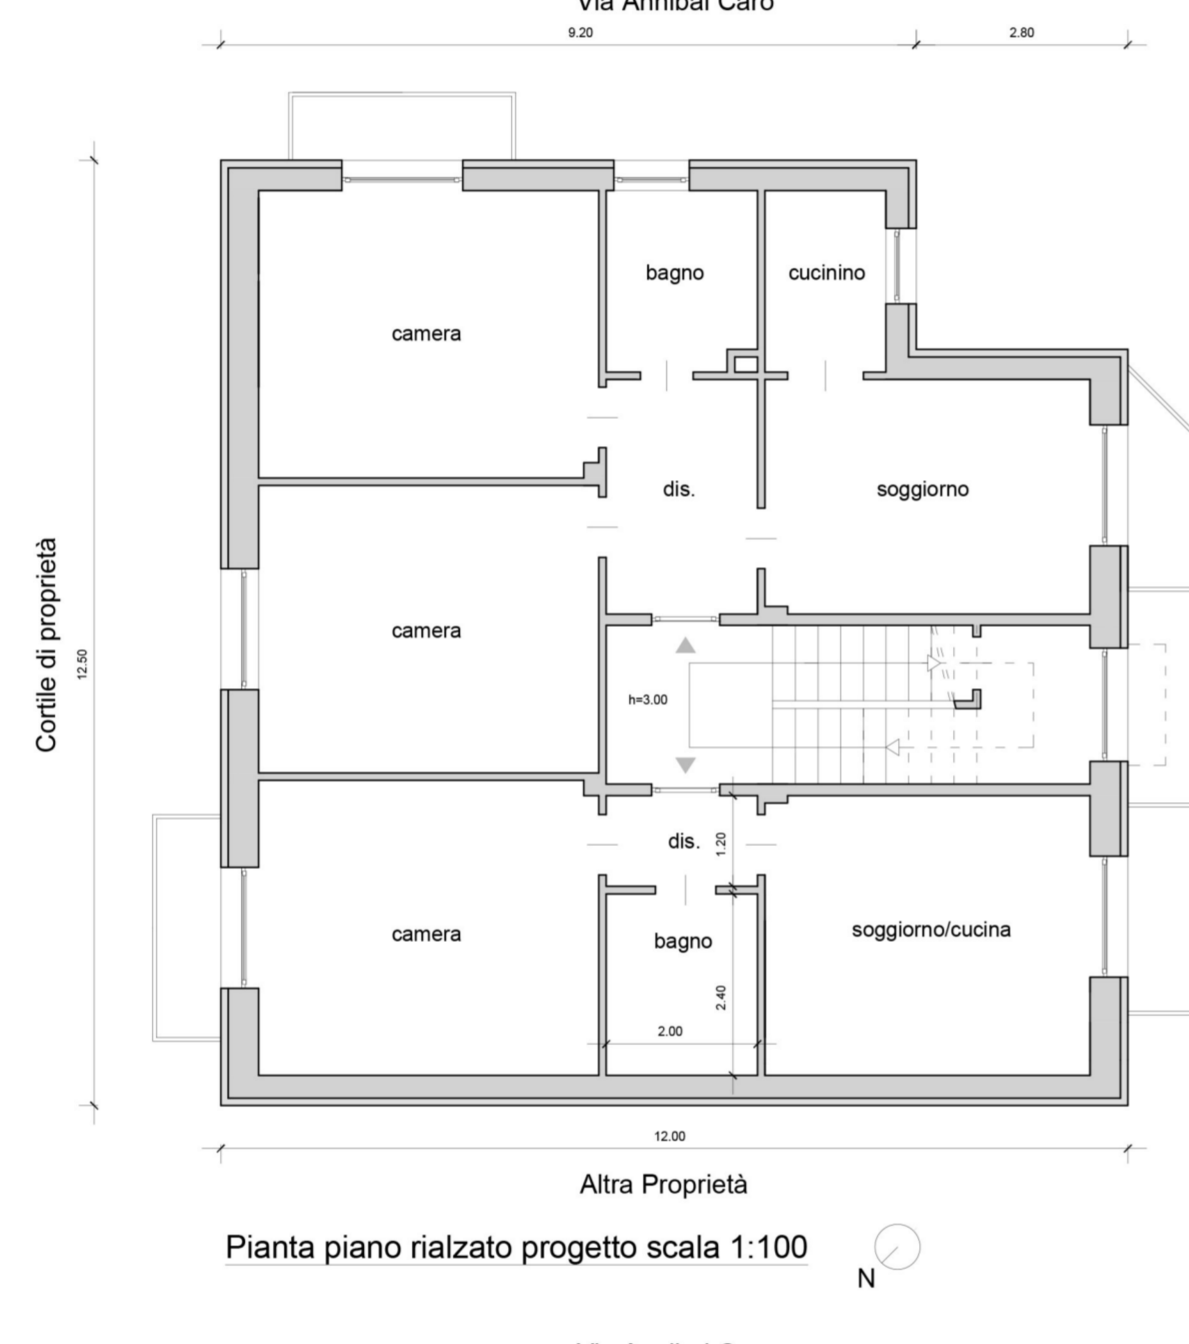 Via Annibal Caro
9.20
2.80
bagno
cucinino
camera
dis.
soggiorno
Cortile di proprietà
12.50
camera
h=3.00
dis.
1.20
camera
bagno
soggiorno/cucina
2.40
2.00
12.00
Altra Proprietà
Pianta piano rialzato progetto scala 1:100
N